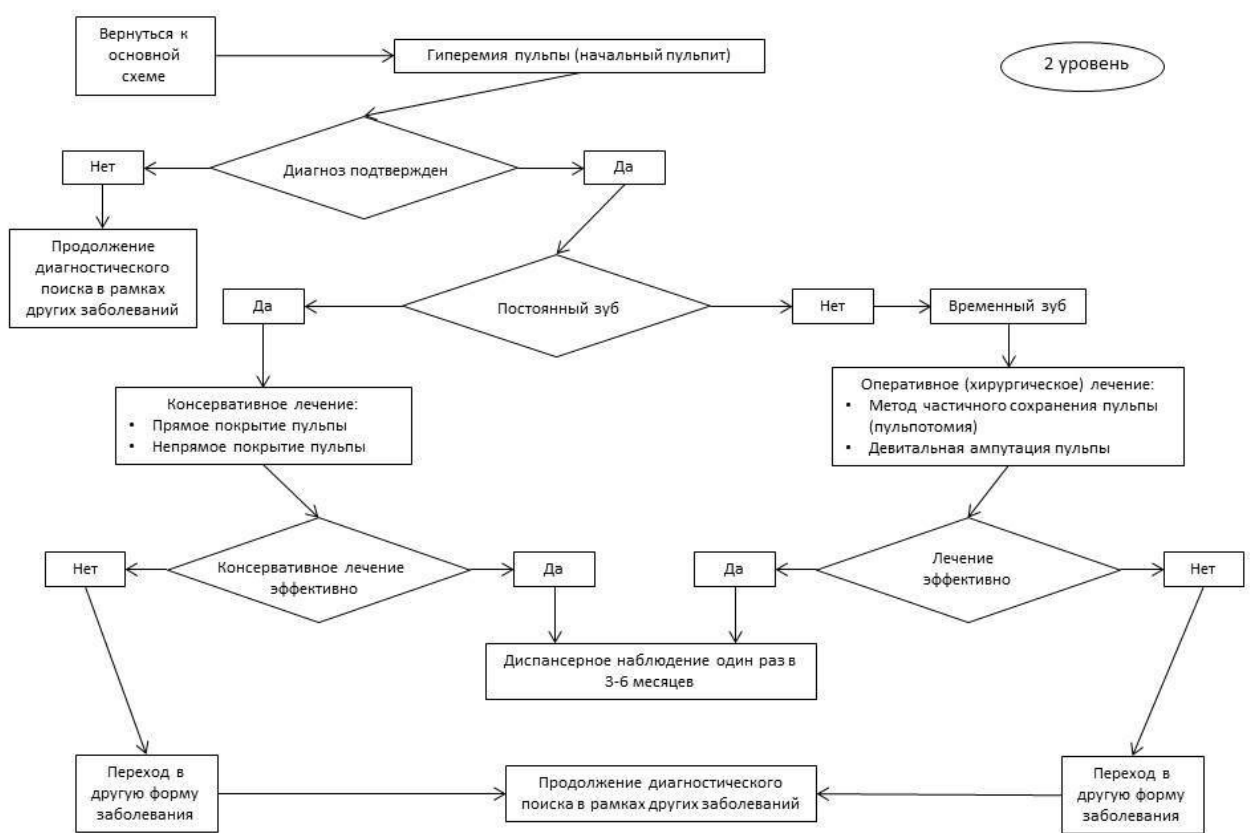 Вернуться к
основной
схеме
Гиперемия пульпы (начальный пульпит)
2 уровень
Нет
Диагноз подтвержден
Да
Продолжение
диагностического
поиска в рамках
других заболеваний
Да
Постоянный зуб
Нет
Временный зуб
Консервативное лечение:
• Прямое покрытие пульпы
• Непрямое покрытие пульпы
Оперативное (хирургическое) лечение:
• Метод частичного сохранения пульпы
(пульпотомия)
• Девитальная ампутация пульпы
Нет
Консервативное лечение
эффективно
Да
Да
Лечение
эффективно
Нет
Диспансерное наблюдение один раз в
3-6 месяцев
Переход в
другую форму
заболевания
Продолжение диагностического
поиска в рамках других заболеваний
Переход в
другую форму
заболевания